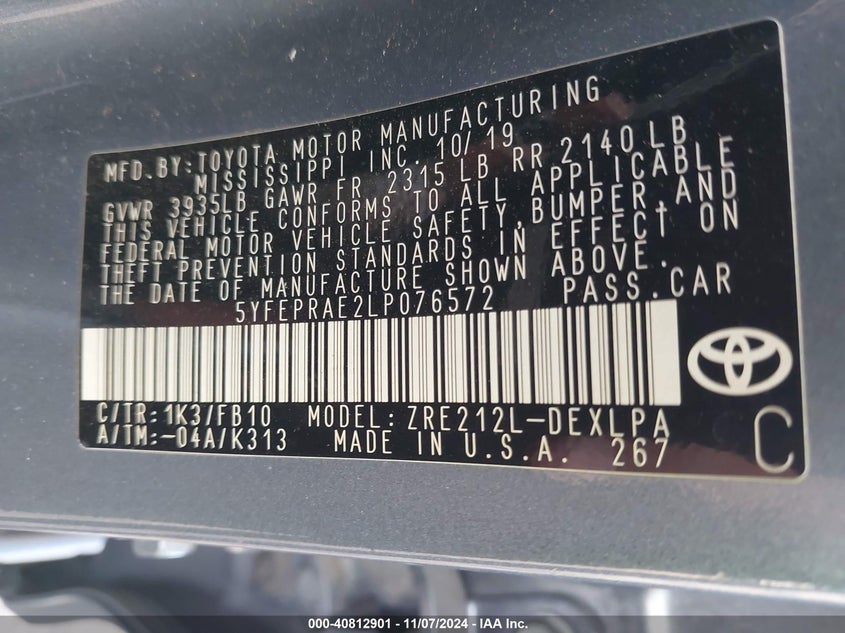 MFD.BY:TOYOTA MOTOR MANUFACTURING
MISSISSIPPI INC. 10/19
GVWR 3935LB GAWR FR 2315 LB RR 2140 LB
THIS VEHICLE CONFORMS TO ALL APPLICABLE
FEDERAL MOTOR VEHICLE SAFETY, BUMPER, AND
THEFT PREVENTION STANDARDS IN EFFECT ON
THE DATE OF MANUFACTURE SHOWN ABOVE.
5YFEPRAE2LP076572 PASS.CAR
C/TR:1K3/FB10 MODEL:ZRE212L-DEXLPA
A/TM:-04A/K313 MADE IN U.S.A. 267
C
000-40812901 - 11/07/2024 - IAA Inc.